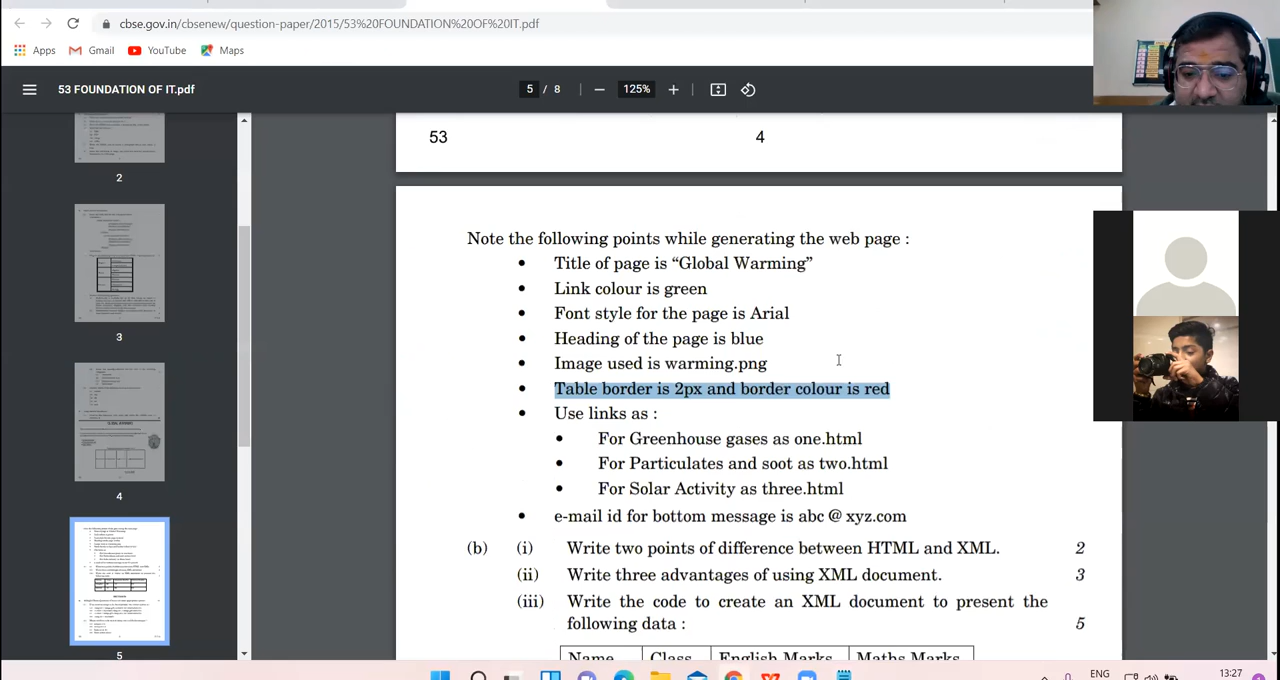 cbse.gov.in/cbsenew/question-paper/2015/53%20FOUNDATION%20OF%20IT.pdf
Apps Gmail YouTube Maps
53 FOUNDATION OF IT.pdf 5 / 8 125%
2
3
4
5
53 4
Note the following points while generating the web page :
• Title of page is “Global Warming”
• Link colour is green
• Font style for the page is Arial
• Heading of the page is blue
• Image used is warming.png
• Table border is 2px and border colour is red
• Use links as :
• For Greenhouse gases as one.html
• For Particulates and soot as two.html
• For Solar Activity as three.html
• e-mail id for bottom message is abc @ xyz.com
(b) (i) Write two points of difference between HTML and XML. 2
(ii) Write three advantages of using XML document. 3
(iii) Write the code to create an XML document to present the
following data : 5
Name Class English Marks Maths Marks
ENG 13:27